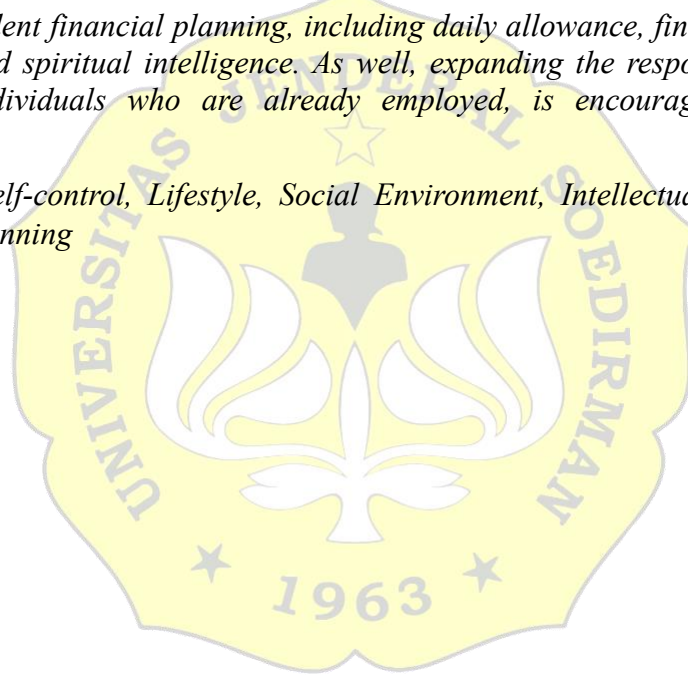 financial planning, including daily allowance,
spiritual intelligence. As well, expanding the
who are already employed, is
Lifestyle, Social Environment,
UNIVERSITAS JENDERAL SOEDIRMAN
1963